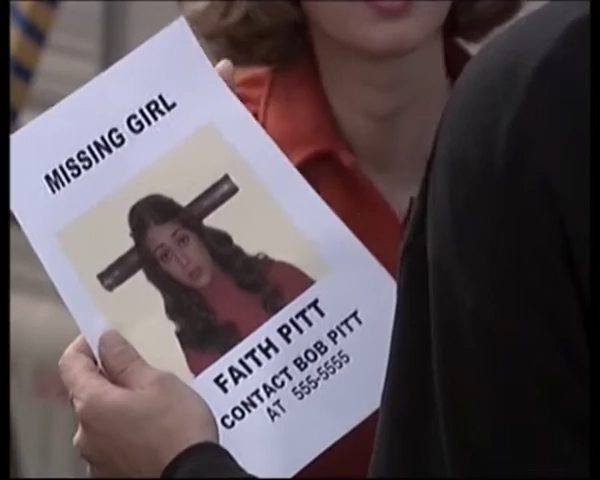 MISSING GIRL
FAITH PITT
CONTACT BOB PITT
AT 555-5555